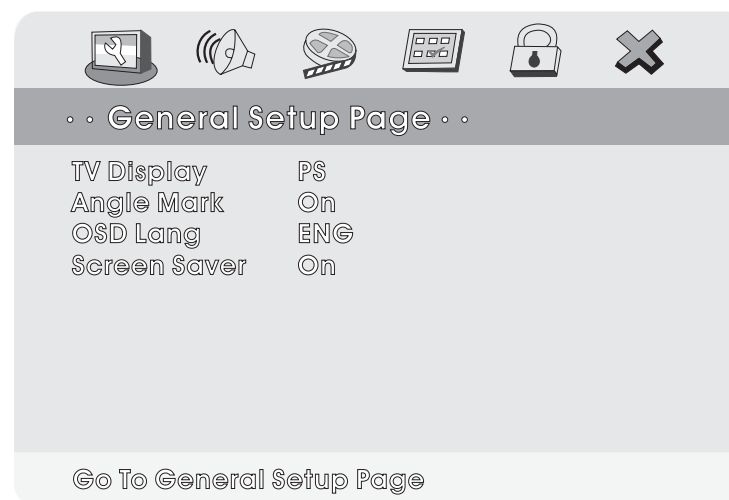 ·· General Setup Page ··
TV Display PS
Angle Mark On
OSD Lang ENG
Screen Saver On
Go To General Setup Page